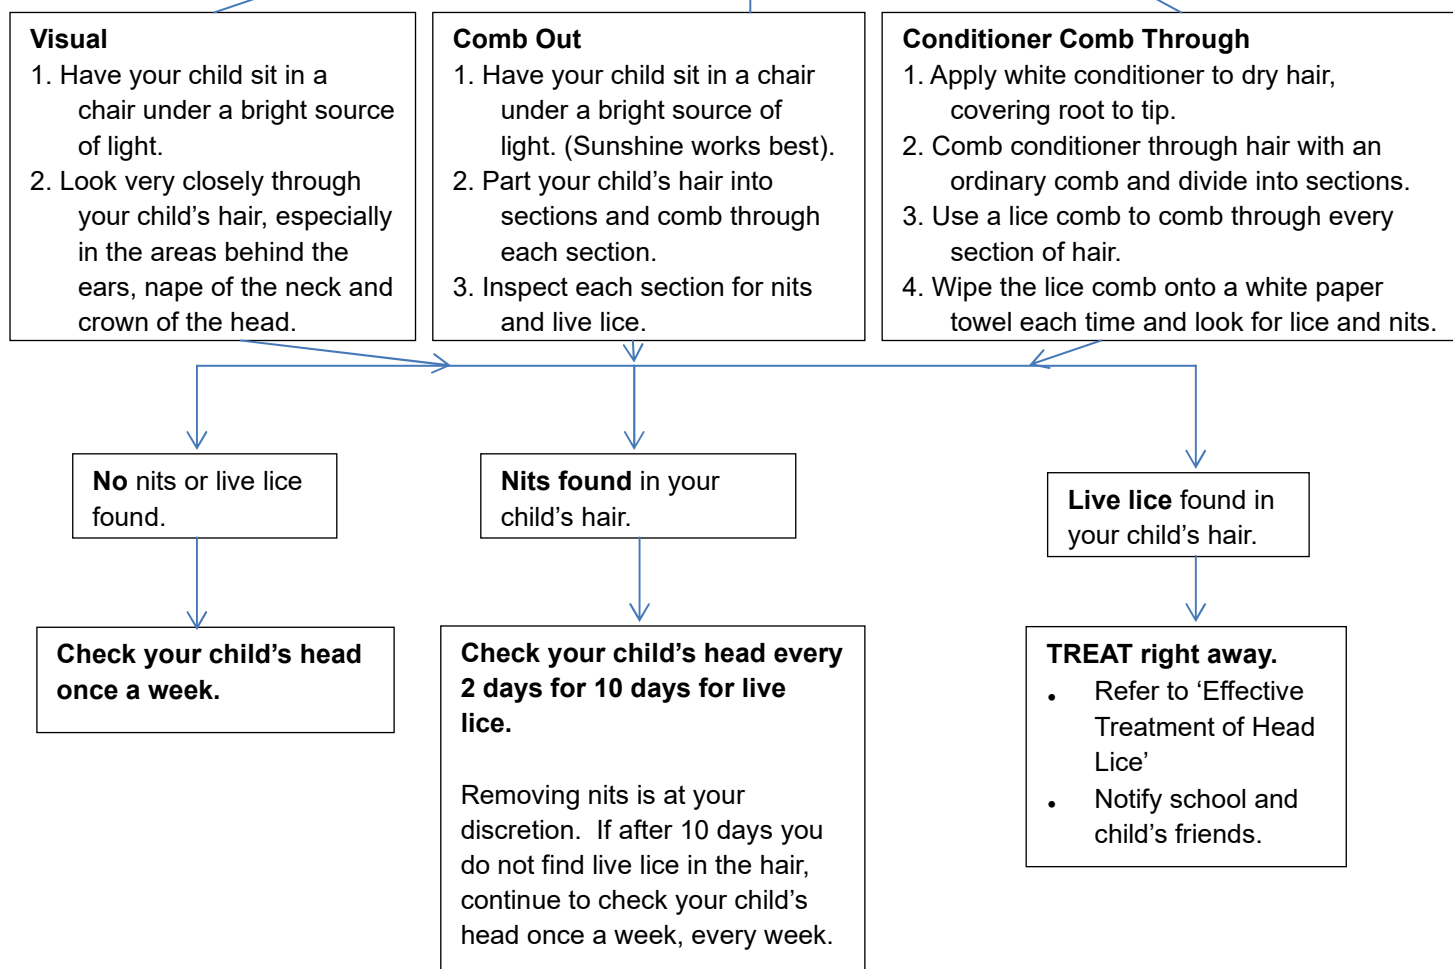 Visual
1. Have your child sit in a
chair under a bright source
of light.
2. Look very closely through
your child’s hair, especially
in the areas behind the
ears, nape of the neck and
crown of the head.
Comb Out
1. Have your child sit in a chair
under a bright source of
light. (Sunshine works best).
2. Part your child’s hair into
sections and comb through
each section.
3. Inspect each section for nits
and live lice.
Conditioner Comb Through
1. Apply white conditioner to dry hair,
covering root to tip.
2. Comb conditioner through hair with an
ordinary comb and divide into sections.
3. Use a lice comb to comb through every
section of hair.
4. Wipe the lice comb onto a white paper
towel each time and look for lice and nits.
No nits or live lice
found.
Nits found in your
child’s hair.
Live lice found in
your child’s hair.
Check your child’s head
once a week.
Check your child’s head every
2 days for 10 days for live
lice.
Removing nits is at your
discretion.  If after 10 days you
do not find live lice in the hair,
continue to check your child’s
head once a week, every week.
TREAT right away.
• Refer to ‘Effective
Treatment of Head
Lice’
• Notify school and
child’s friends.